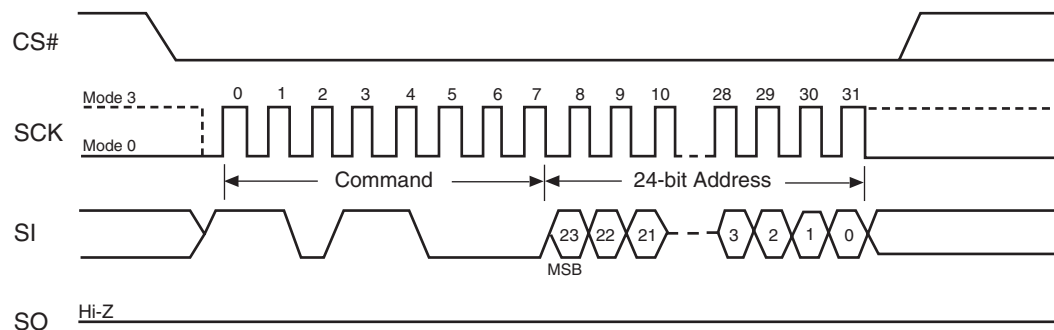 CS#
Mode 3
0 1 2 3 4 5 6 7 8 9 10 28 29 30 31
SCK
Mode 0
Command
24-bit Address
SI
23 22 21 3 2 1 0
MSB
Hi-Z
SO